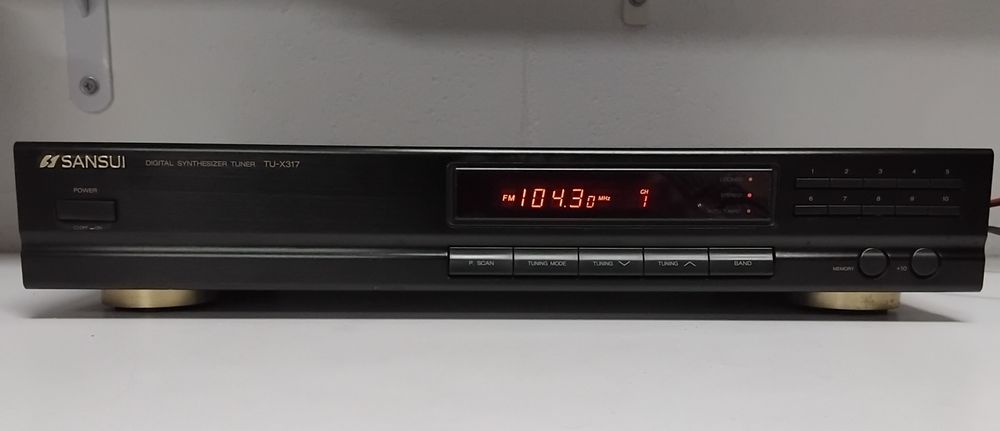 SANSUI DIGITAL SYNTHESIZER TUNER TU-X317
POWER
FM 104.30 MHz CH 1
STEREO
1 2 3 4 5
6 7 8 9 10
P. SCAN TUNING MODE TUNING TUNING BAND
MEMORY +10